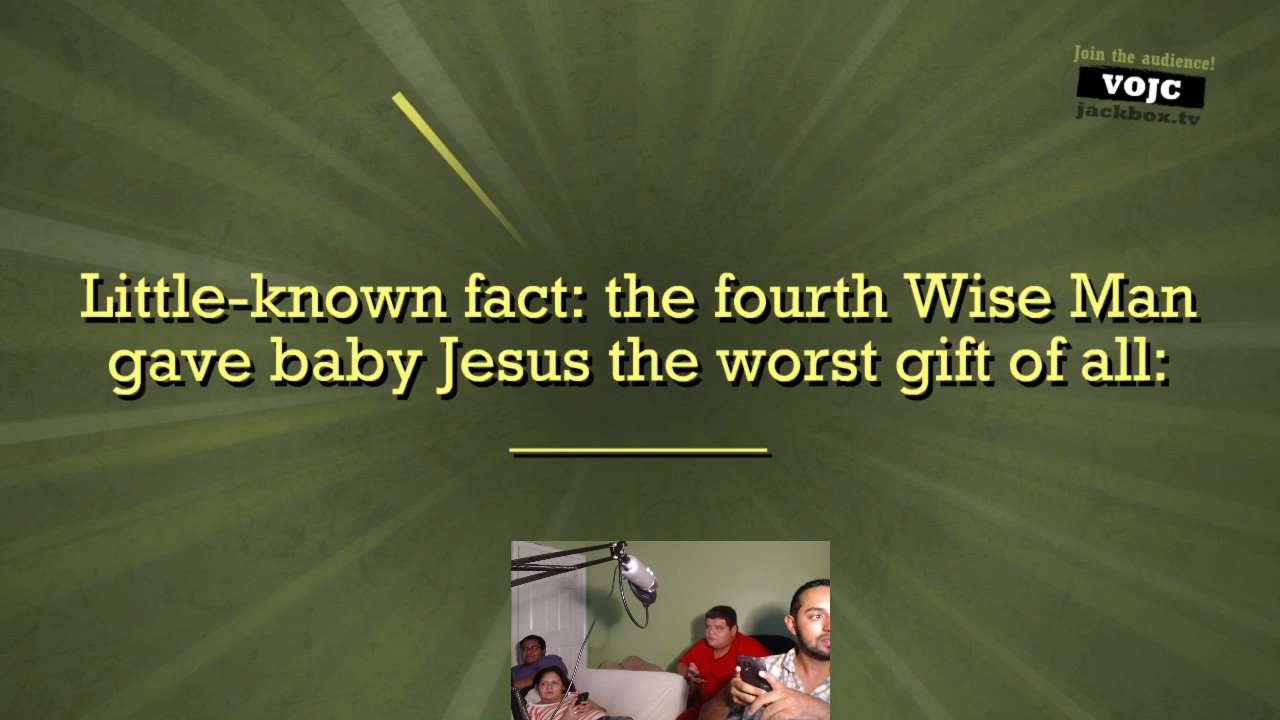 Join the audience!
VOJC
jackbox.tv
Little-known fact: the fourth Wise Man
gave baby Jesus the worst gift of all: